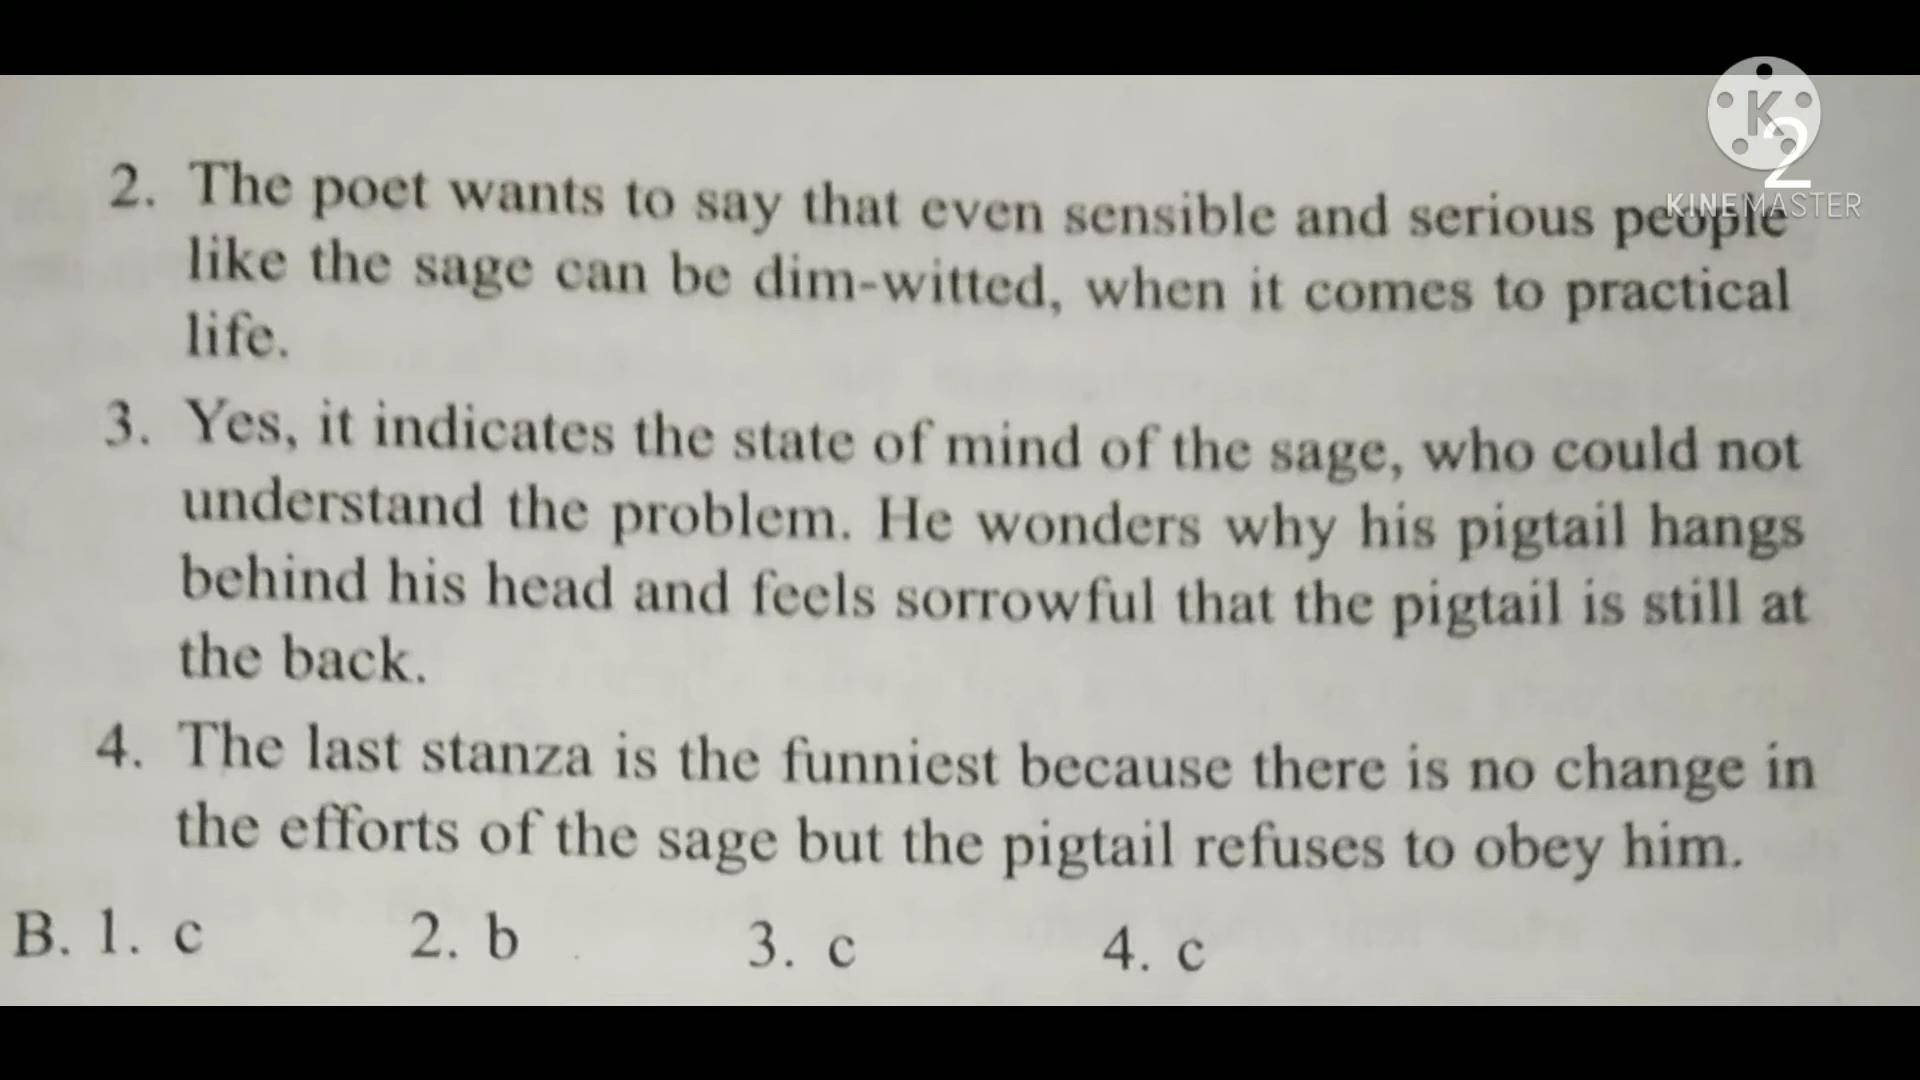 K
2
KINEMASTER
2. The poet wants to say that even sensible and serious people
like the sage can be dim-witted, when it comes to practical
life.
3. Yes, it indicates the state of mind of the sage, who could not
understand the problem. He wonders why his pigtail hangs
behind his head and feels sorrowful that the pigtail is still at
the back.
4. The last stanza is the funniest because there is no change in
the efforts of the sage but the pigtail refuses to obey him.
B. 1. c 2. b 3. c 4. c